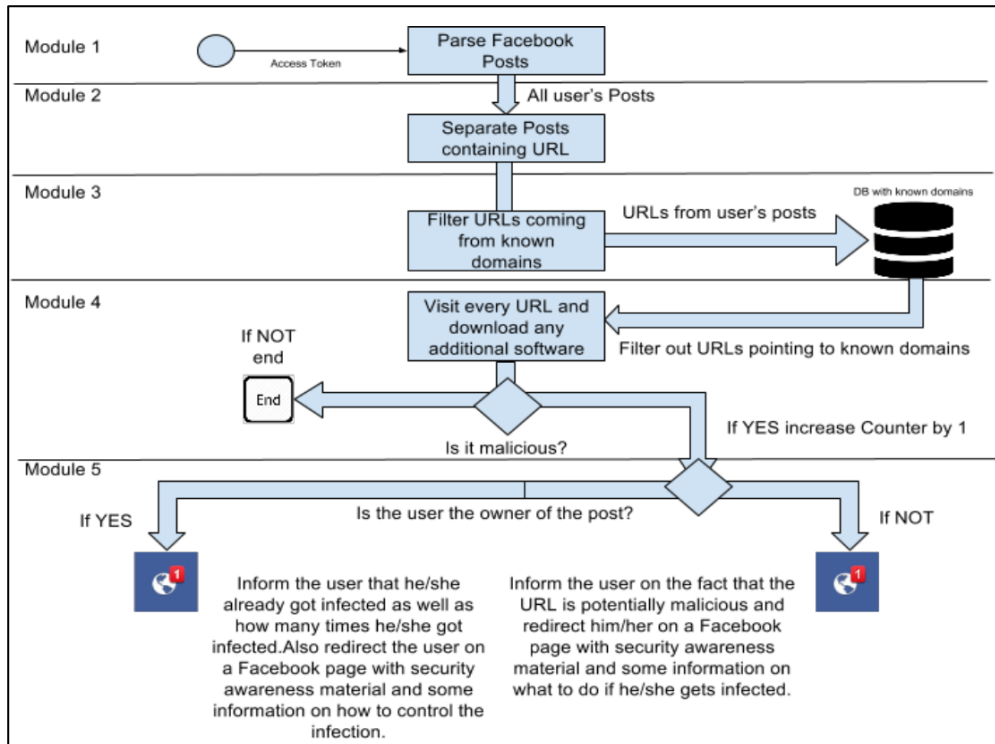 Module 1
Access Token
Parse Facebook
Posts
Module 2
All user's Posts
Separate Posts
containing URL
Module 3
DB with known domains
Filter URLs coming
from known
domains
URLs from user's posts
Module 4
Visit every URL and
download any
additional software
If NOT
end
End
Filter out URLs pointing to known domains
If YES increase Counter by 1
Is it malicious?
Module 5
If YES
Is the user the owner of the post?
If NOT
1
1
Inform the user that he/she
already got infected as well as
how many times he/she got
infected.Also redirect the user on
a Facebook page with security
awareness material and some
information on how to control the
infection.
Inform the user on the fact that the
URL is potentially malicious and
redirect him/her on a Facebook
page with security awareness
material and some information on
what to do if he/she gets infected.